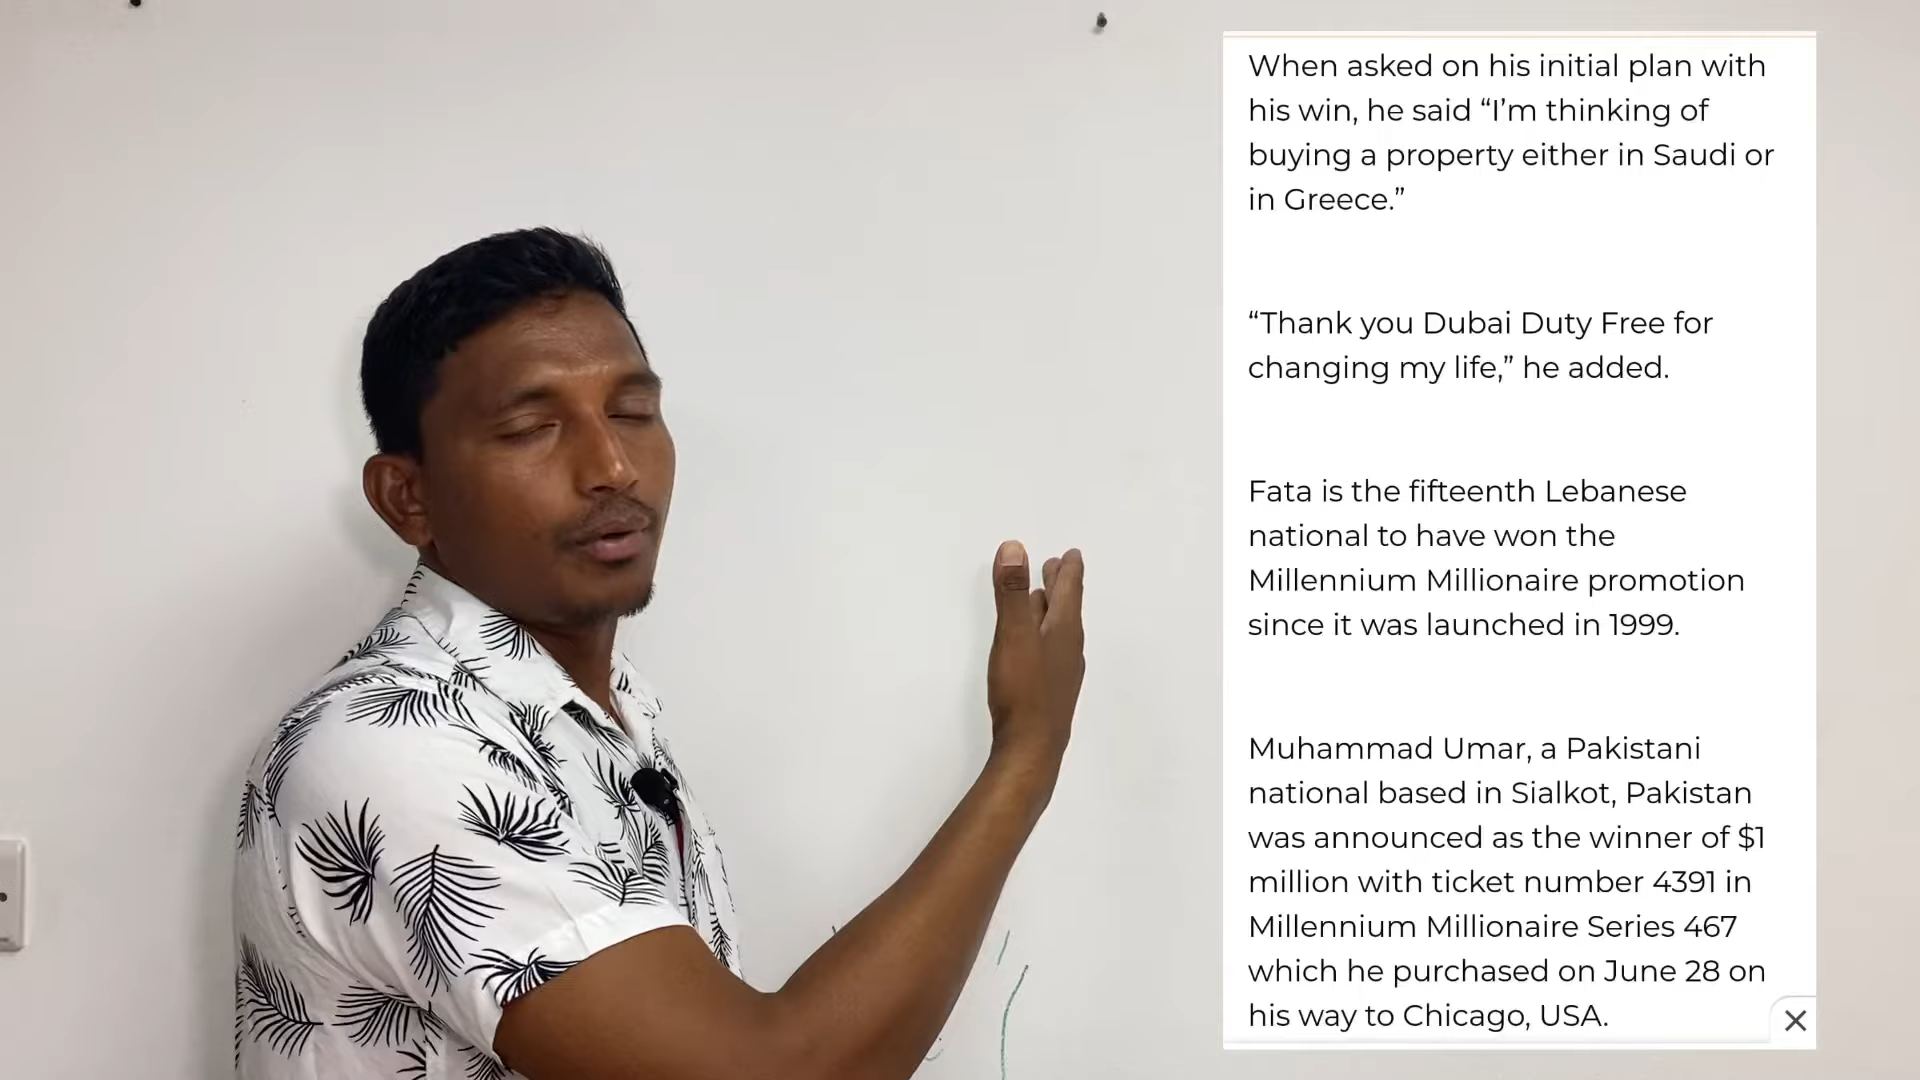 When asked on his initial plan with
his win, he said “I’m thinking of
buying a property either in Saudi or
in Greece.”
“Thank you Dubai Duty Free for
changing my life,” he added.
Fata is the fifteenth Lebanese
national to have won the
Millennium Millionaire promotion
since it was launched in 1999.
Muhammad Umar, a Pakistani
national based in Sialkot, Pakistan
was announced as the winner of $1
million with ticket number 4391 in
Millennium Millionaire Series 467
which he purchased on June 28 on
his way to Chicago, USA.